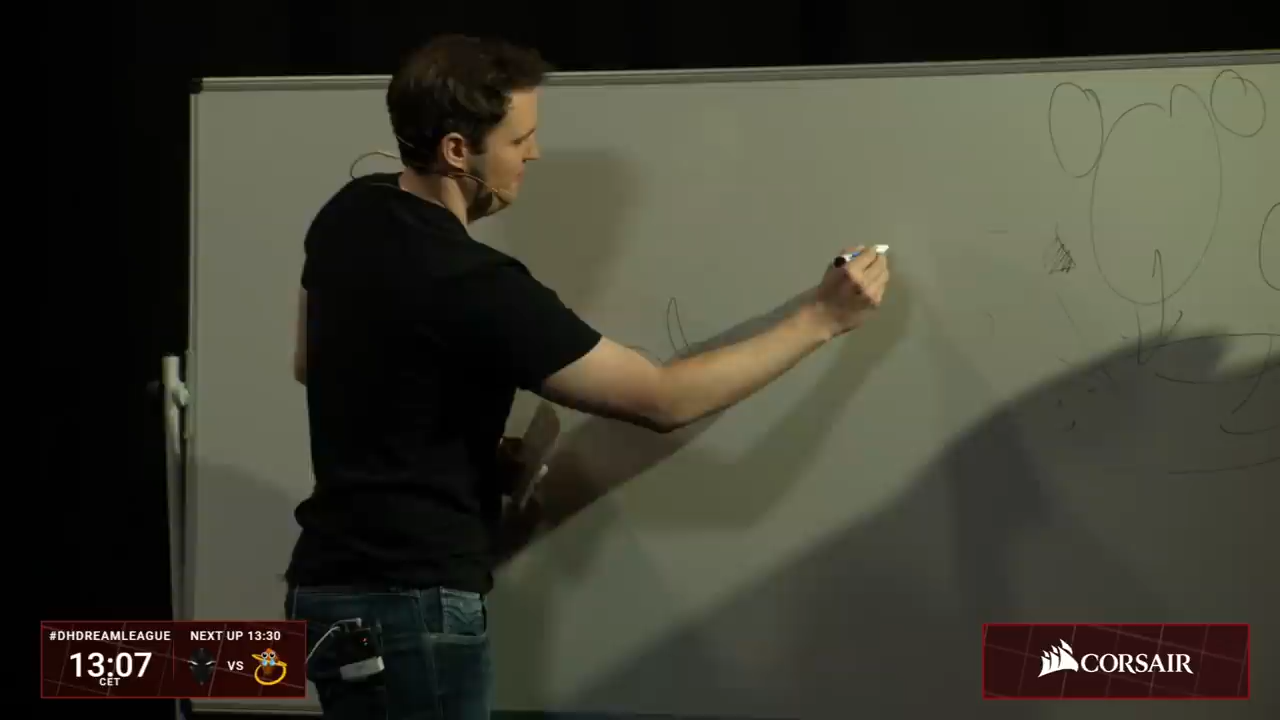 #DHDREAMLEAGUE
NEXT UP 13:30
13:07
CET
VS
CORSAIR